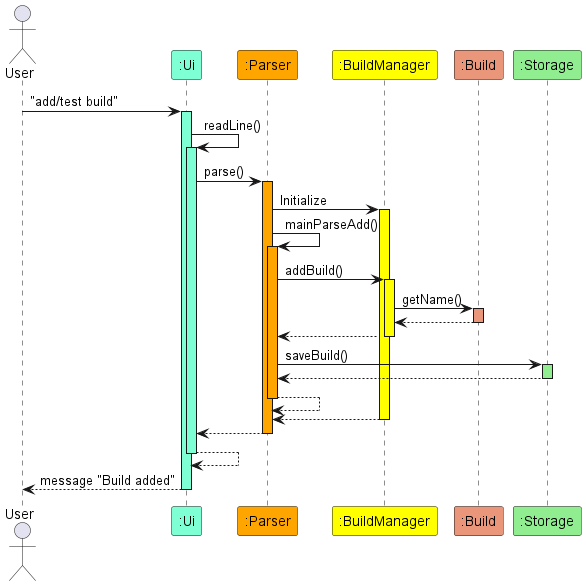 User
:Ui
:Parser
:BuildManager
:Build
:Storage
"add/test build"
readLine()
parse()
Initialize
mainParseAdd()
addBuild()
getName()
saveBuild()
message "Build added"
User
:Ui
:Parser
:BuildManager
:Build
:Storage